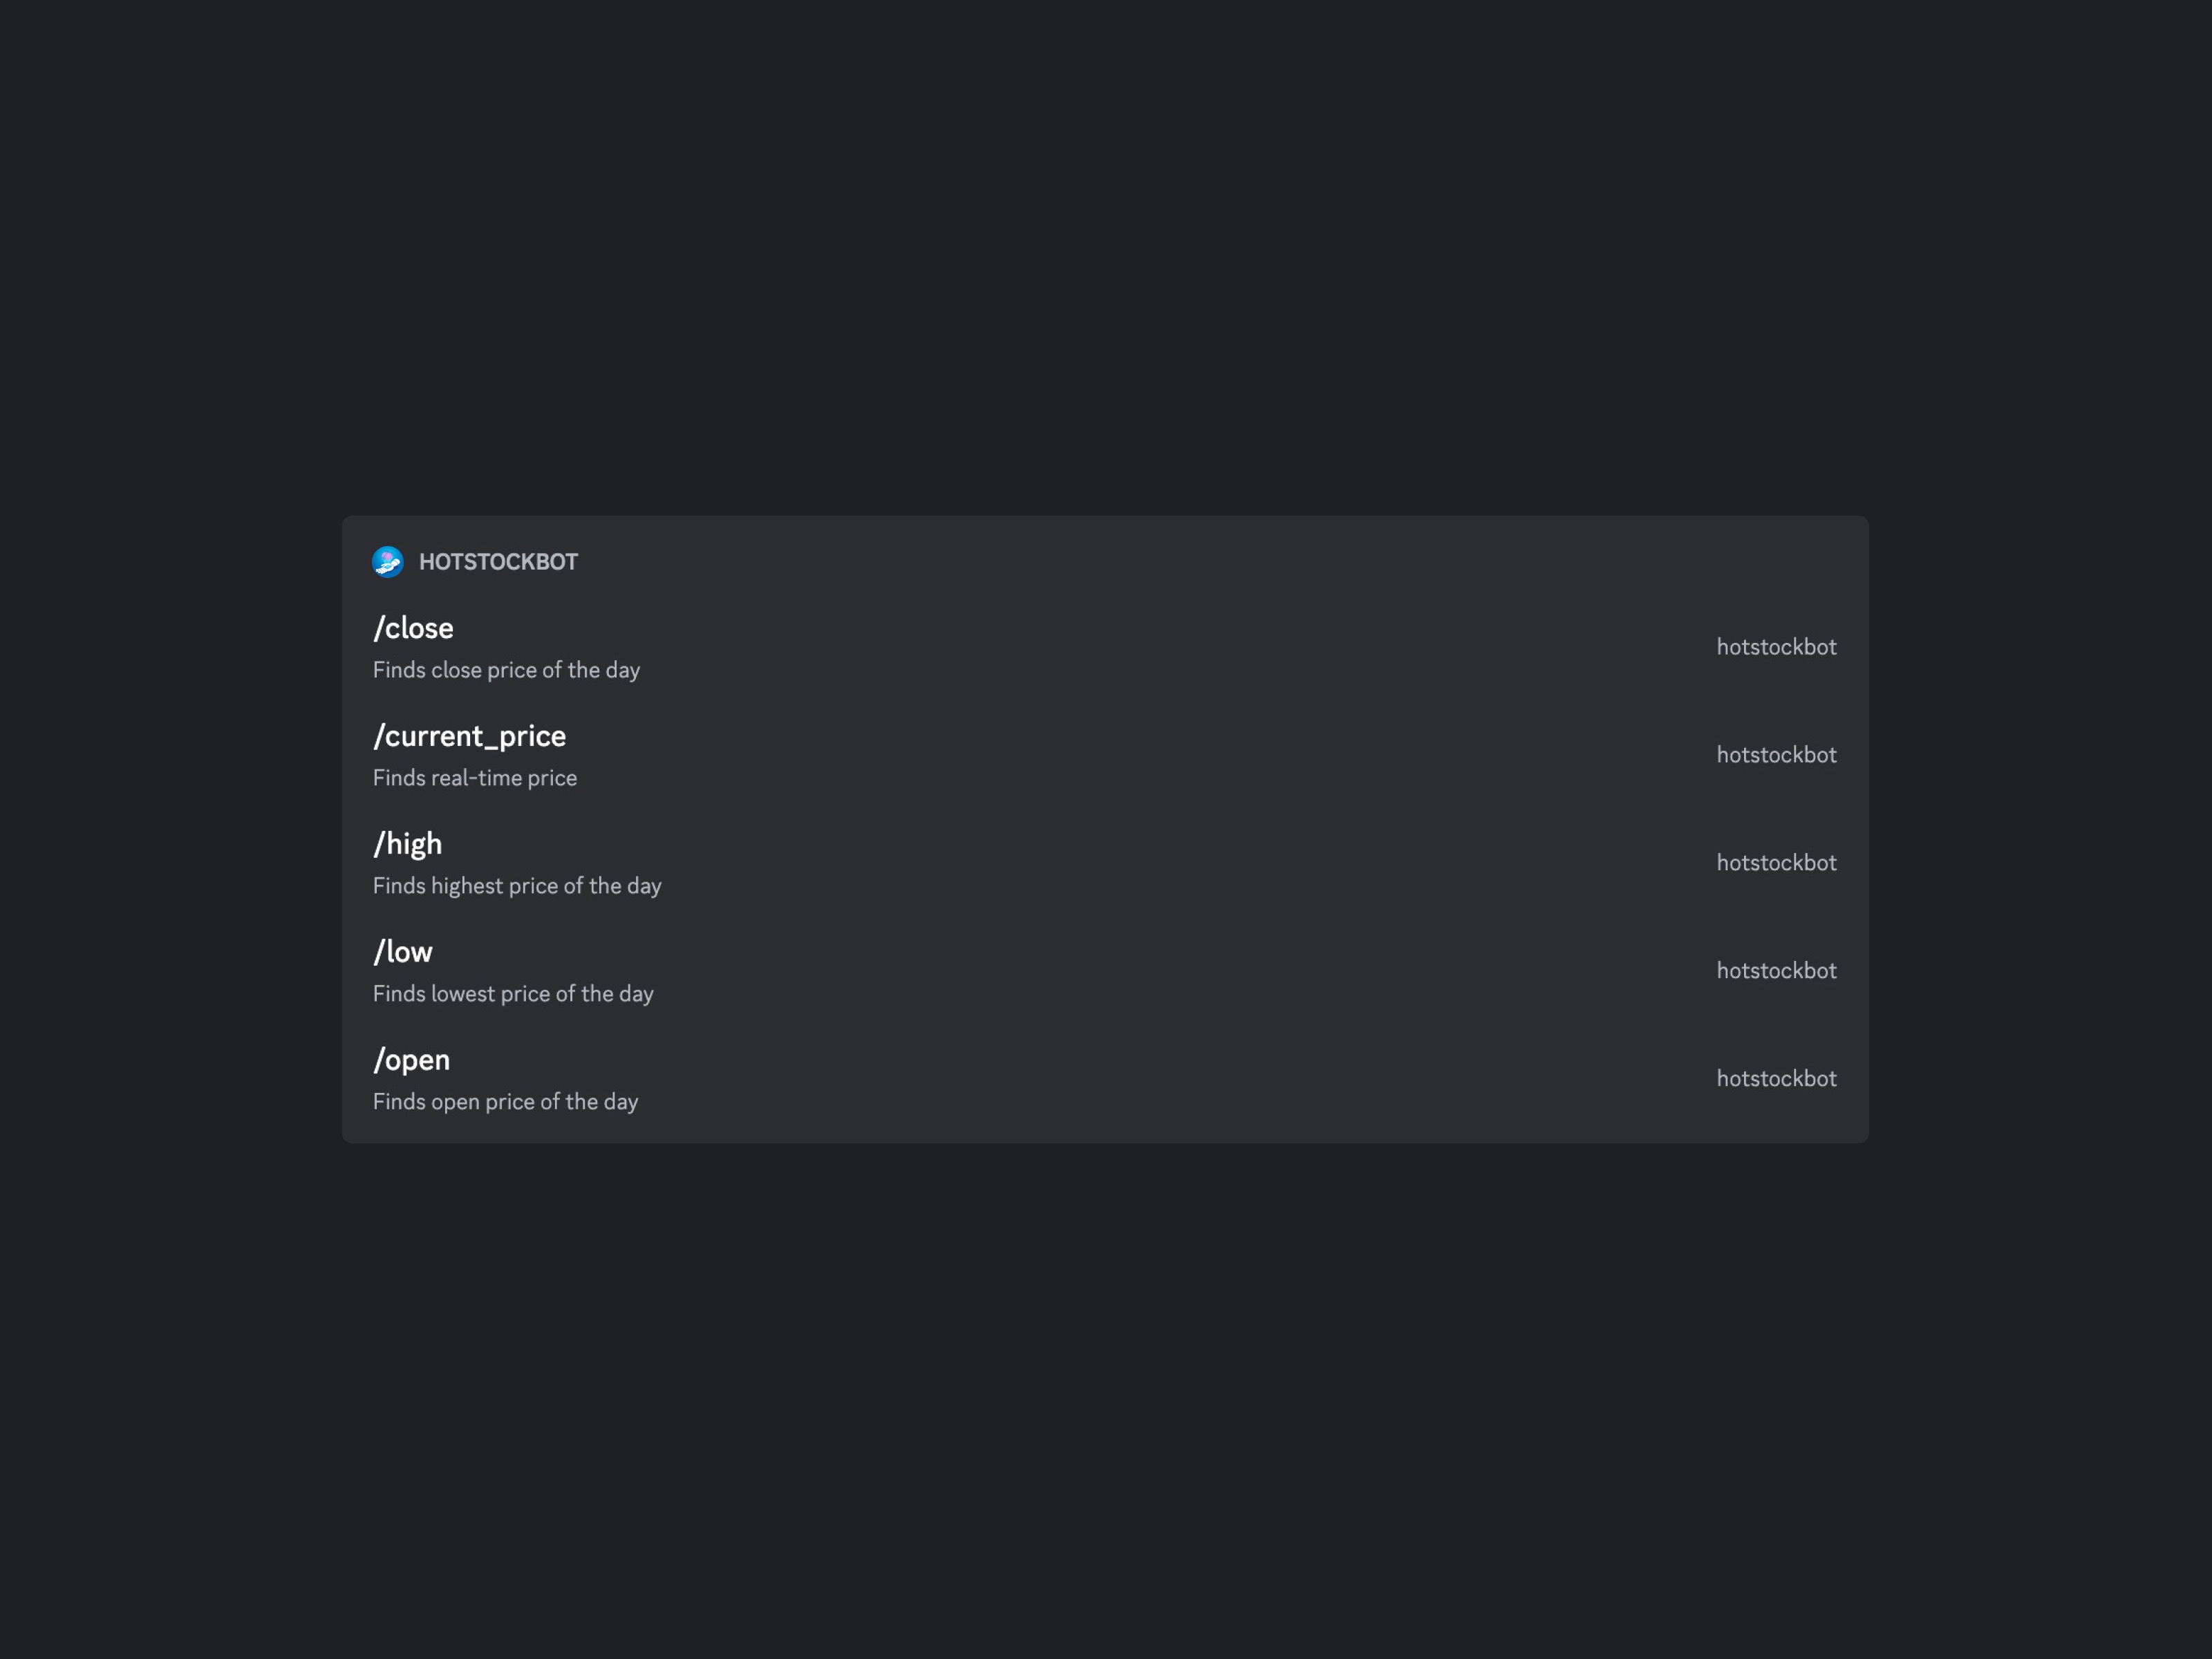 HOTSTOCKBOT
/close
Finds close price of the day
hotstockbot
/current_price
Finds real-time price
hotstockbot
/high
Finds highest price of the day
hotstockbot
/low
Finds lowest price of the day
hotstockbot
/open
Finds open price of the day
hotstockbot